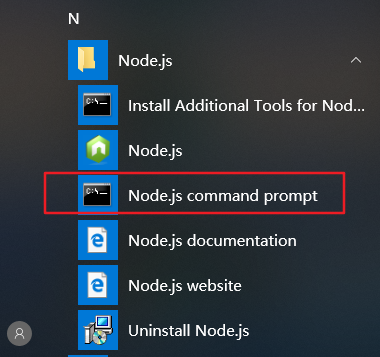 N
Node.js
Install Additional Tools for Nod...
Node.js
Node.js command prompt
Node.js documentation
Node.js website
Uninstall Node.js